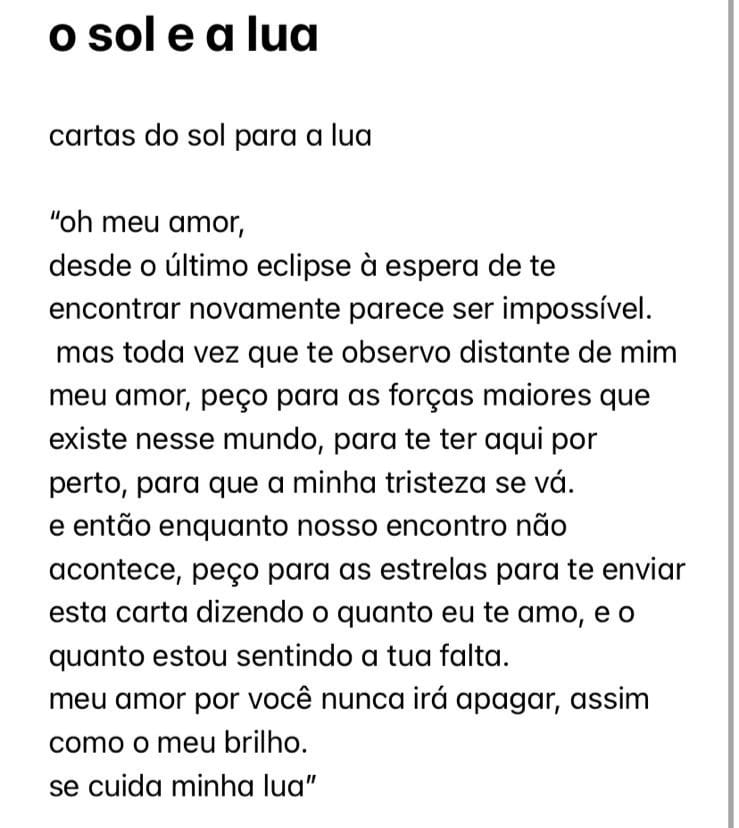 o sol e a lua
cartas do sol para a lua
“oh meu amor,
desde o último eclipse à espera de te
encontrar novamente parece ser impossível.
mas toda vez que te observo distante de mim
meu amor, peço para as forças maiores que
existe nesse mundo, para te ter aqui por
perto, para que a minha tristeza se vá.
e então enquanto nosso encontro não
acontece, peço para as estrelas para te enviar
esta carta dizendo o quanto eu te amo, e o
quanto estou sentindo a tua falta.
meu amor por você nunca irá apagar, assim
como o meu brilho.
se cuida minha lua”